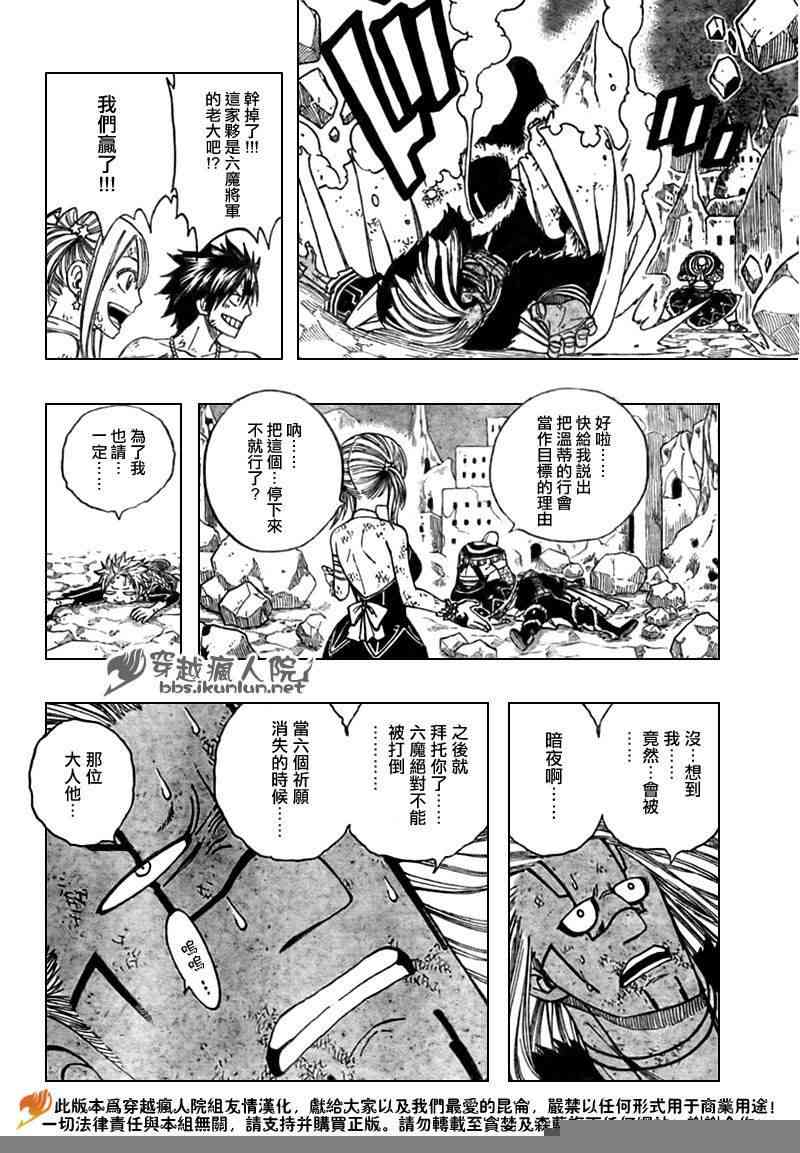 幹掉了!!!
這家夥是六魔將軍
的老大吧!?
我們贏了!!!
好啦……
快給我說出
把溫蒂的行會
當作目標的理由
吶……
把這個…停下來
不就行了?
為了我
也請…
一定……
穿越瘋人院
bbs.ikunlun.net
沒…想到
我……
竟然…會被
……
暗夜啊……
之後就
拜托你了……
六魔絕對不能
被打倒
………
當六個祈願
消失的時候……
那位
大人他…
嗚嗚…
此版本爲穿越瘋人院組友情漢化，獻給大家以及我們最愛的昆侖，嚴禁以任何形式用于商業用途！
一切法律責任與本組無關，請支持并購買正版。請勿轉載至貪婪及